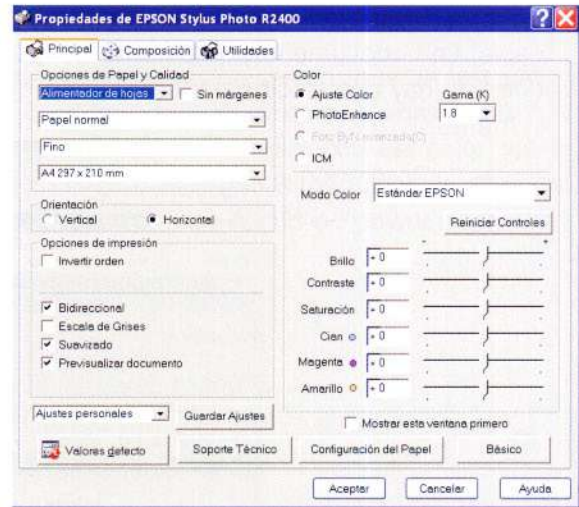 Propiedades de EPSON Stylus Photo R2400
Principal
Composición
Utilidades
Opciones de Papel y Calidad
Alimentador de hojas
Sin márgenes
Papel normal
Fino
A4 297 x 210 mm
Orientación
Vertical
Horizontal
Opciones de impresión
Invertir orden
Bidireccional
Escala de Grises
Suavizado
Previsualizar documento
Ajustes personales
Guardar Ajustes
Color
Ajuste Color
Gama (K)
PhotoEnhance
1.8
ICM
Modo Color
Estándar EPSON
Reiniciar Controles
- +
Brillo + 0
Contraste + 0
Saturación + 0
Cian + 0
Magenta + 0
Amarillo + 0
Mostrar esta ventana primero
Valores defecto
Soporte Técnico
Configuración del Papel
Básico
Aceptar
Cancelar
Ayuda